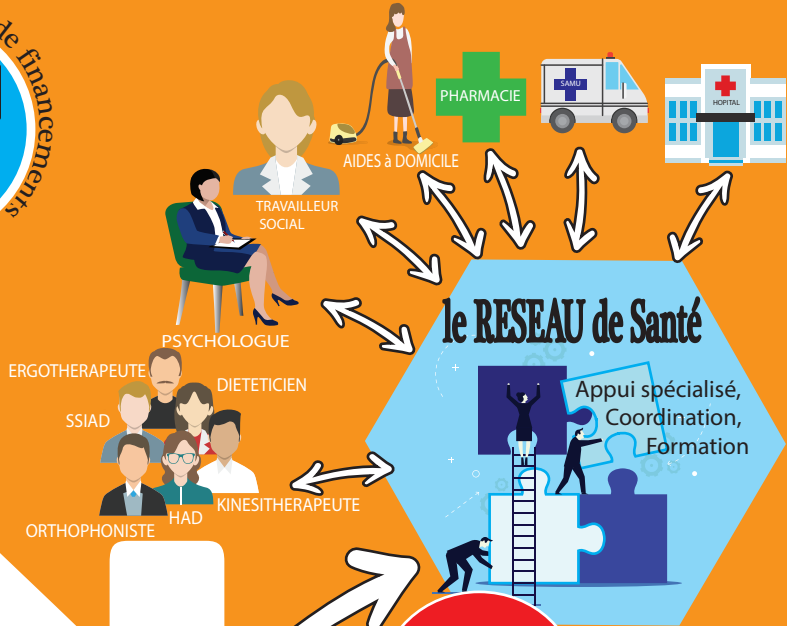 de financements
AIDES à DOMICILE
PHARMACIE
SAMU
HOPITAL
TRAVAILLEUR
SOCIAL
PSYCHOLOGUE
le RESEAU de Santé
Appui spécialisé,
Coordination,
Formation
ERGOTHERAPEUTE
DIETETICIEN
SSIAD
KINESITHERAPEUTE
HAD
ORTHOPHONISTE